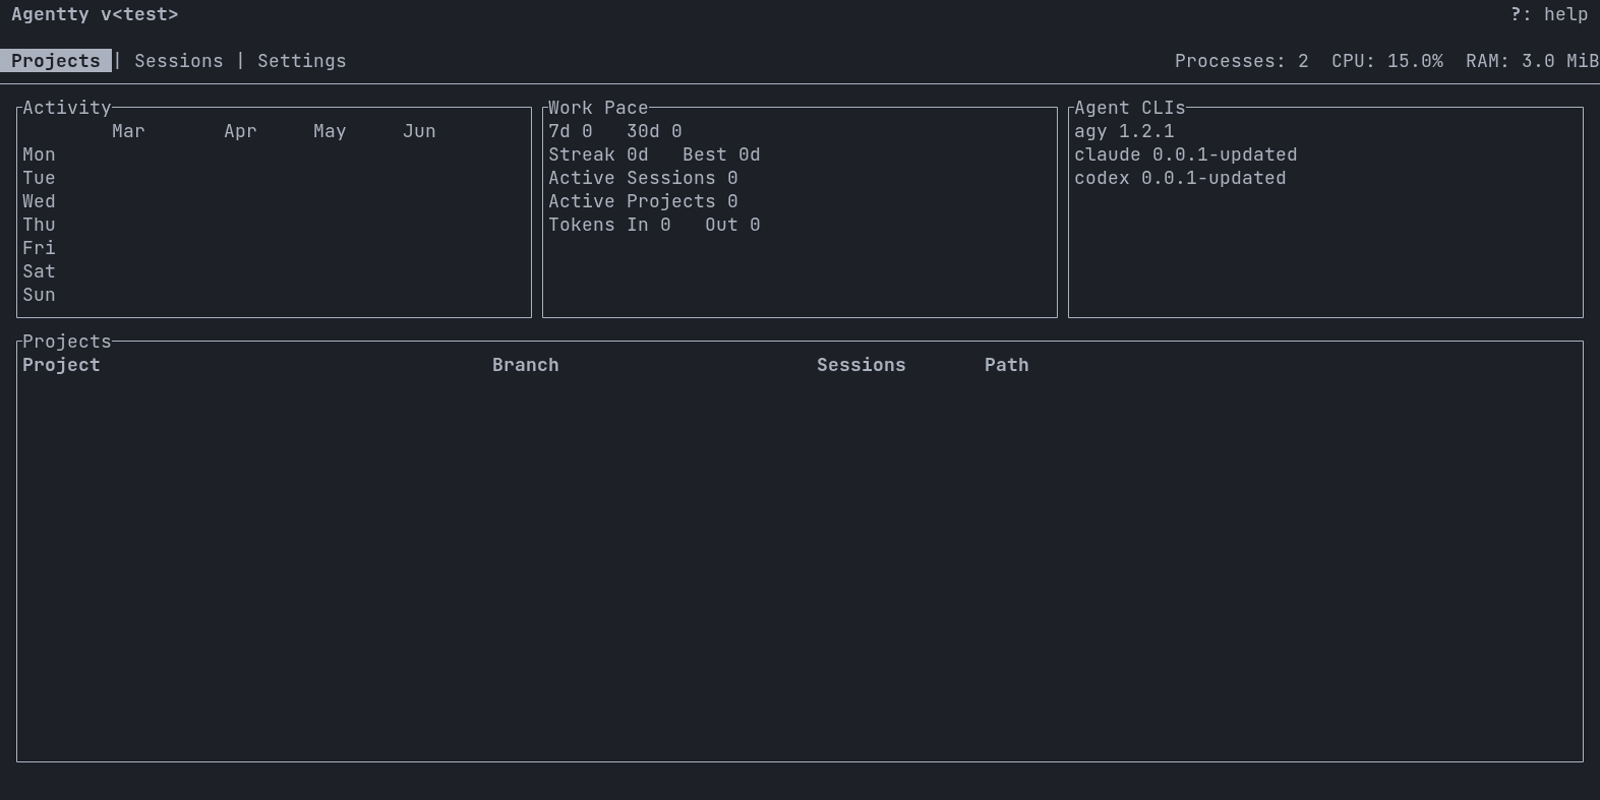 Agentty v<test> ?: help
Projects | Sessions | Settings Processes: 2 CPU: 15.0% RAM: 3.0 MiB
Activity
Mar Apr May Jun
Mon
Tue
Wed
Thu
Fri
Sat
Sun
Work Pace
7d 0 30d 0
Streak 0d Best 0d
Active Sessions 0
Active Projects 0
Tokens In 0 Out 0
Agent CLIs
agy 1.2.1
claude 0.0.1-updated
codex 0.0.1-updated
Projects
Project Branch Sessions Path